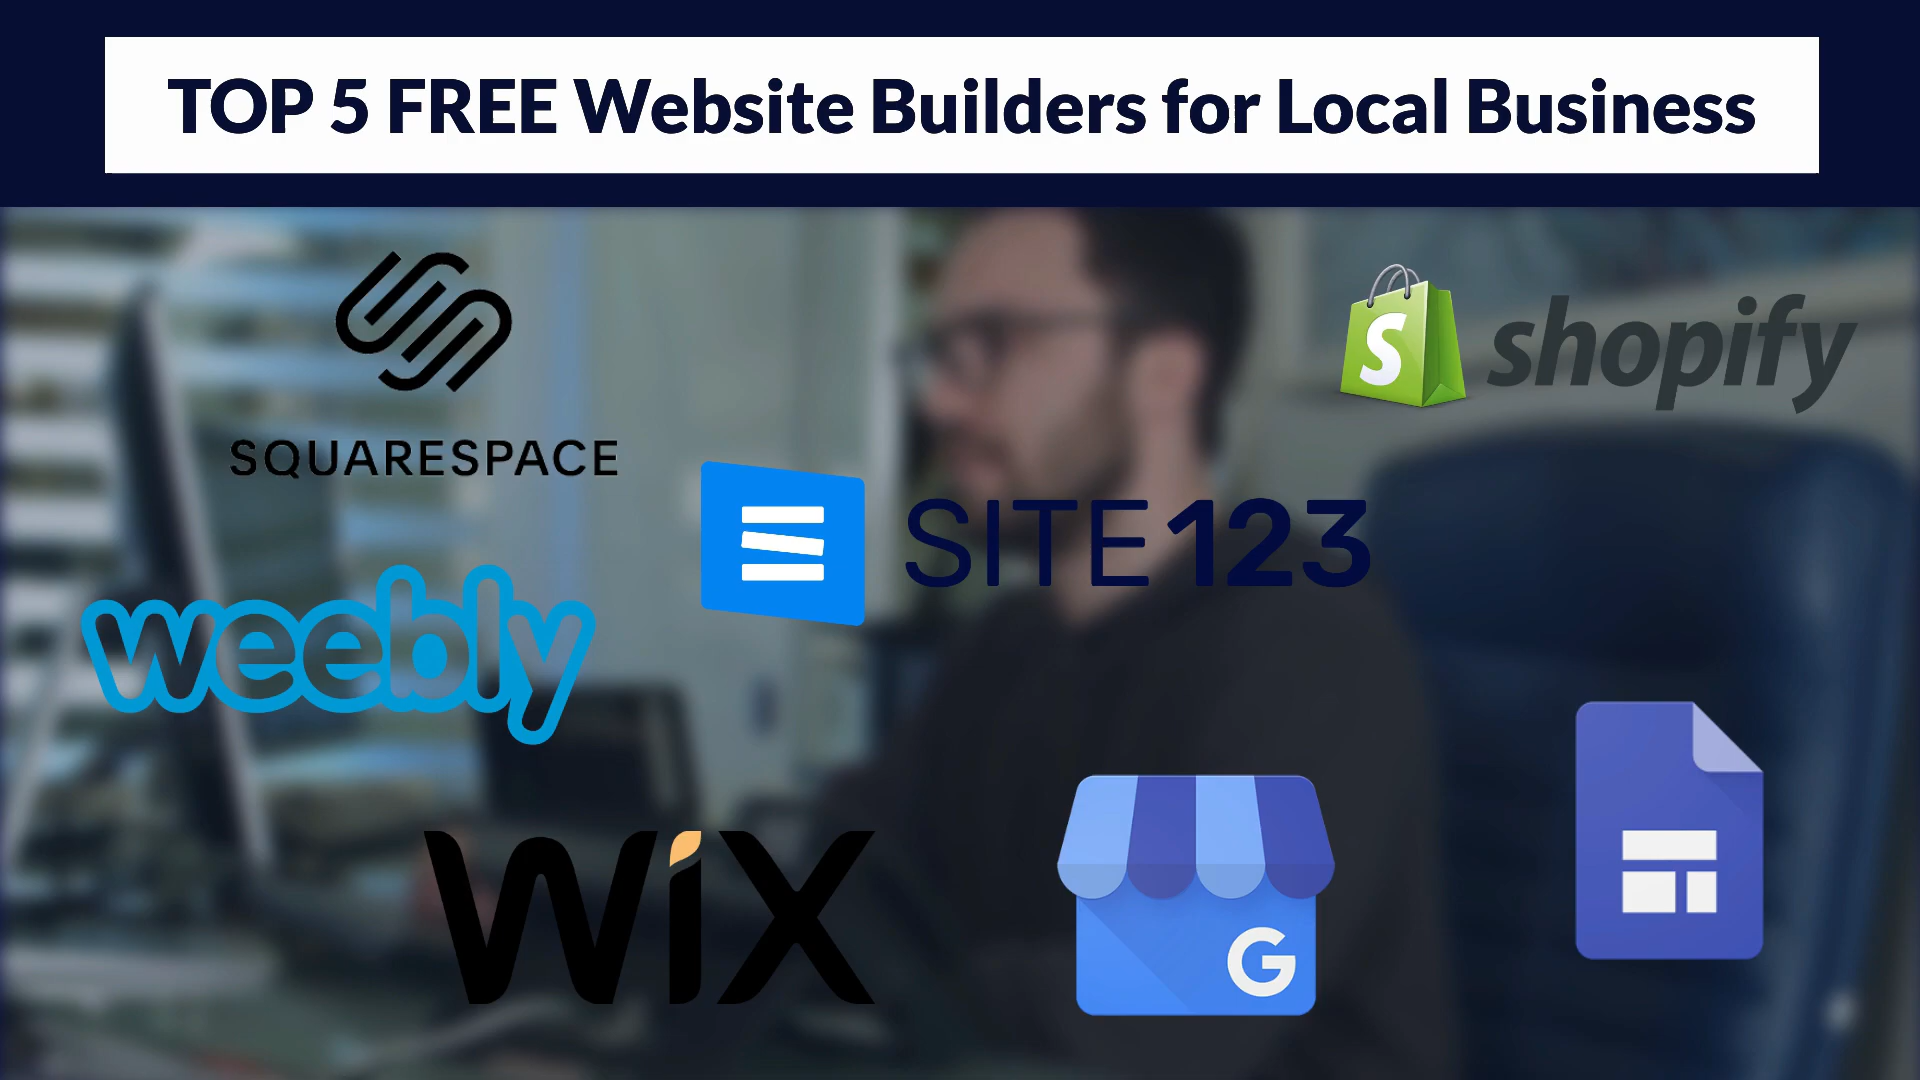 TOP 5 FREE Website Builders for Local Business
S shopify
SQUARESPACE
SITE123
weebly
WiX
G